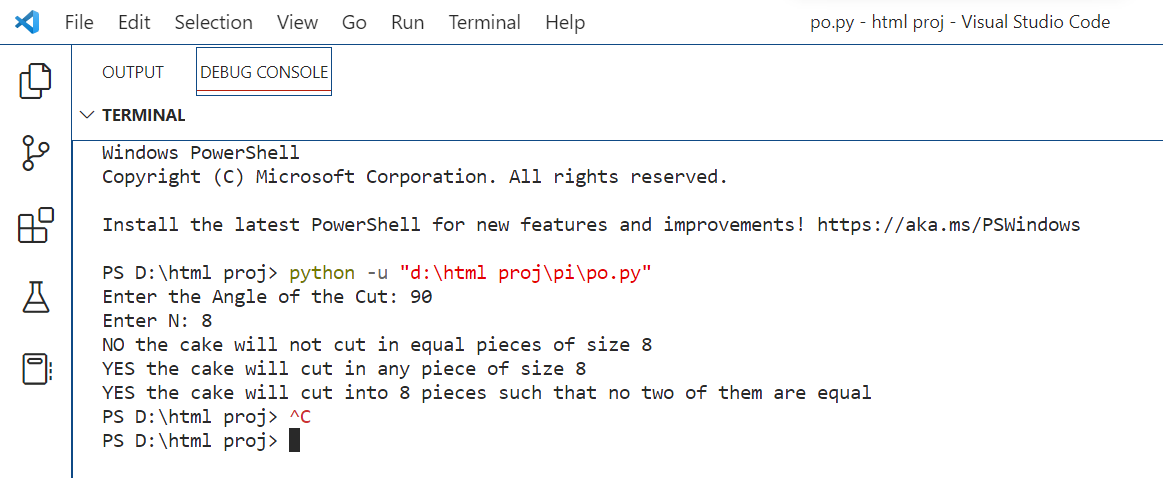 File Edit Selection View Go Run Terminal Help po.py - html proj - Visual Studio Code
OUTPUT DEBUG CONSOLE
TERMINAL
Windows PowerShell
Copyright (C) Microsoft Corporation. All rights reserved.
Install the latest PowerShell for new features and improvements! https://aka.ms/PSWindows
PS D:\html proj> python -u "d:\html proj\pi\po.py"
Enter the Angle of the Cut: 90
Enter N: 8
NO the cake will not cut in equal pieces of size 8
YES the cake will cut in any piece of size 8
YES the cake will cut into 8 pieces such that no two of them are equal
PS D:\html proj> ^C
PS D:\html proj>